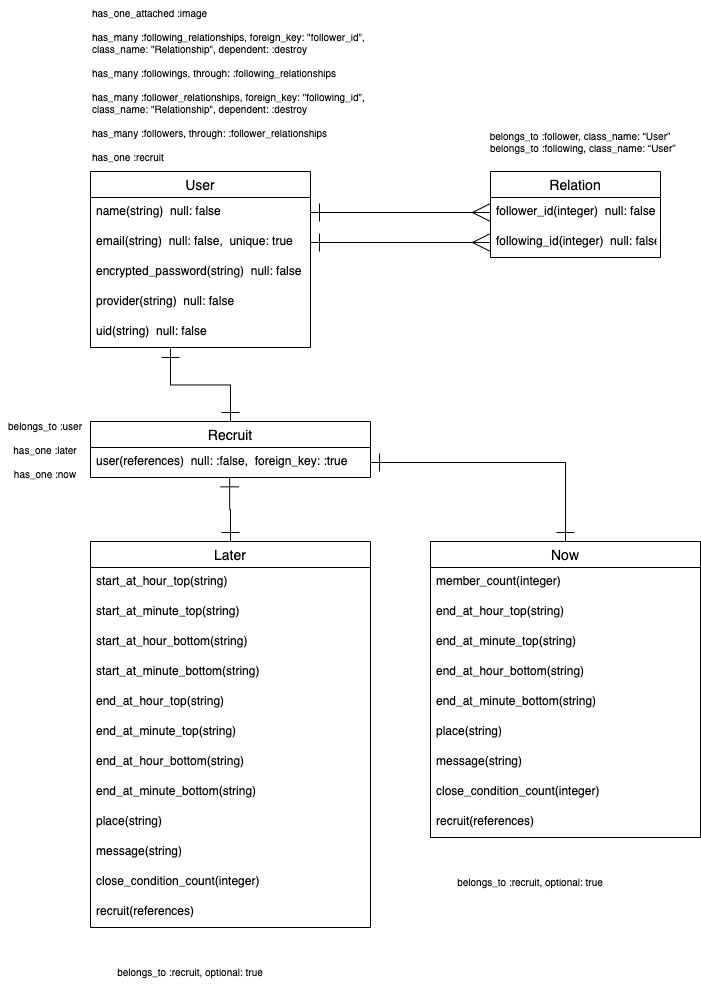 has_one_attached :image
has_many :following_relationships, foreign_key: "follower_id",
class_name: "Relationship", dependent: :destroy
has_many :followings, through: :following_relationships
has_many :follower_relationships, foreign_key: "following_id",
class_name: "Relationship", dependent: :destroy
has_many :followers, through: :follower_relationships
has_one :recruit
belongs_to :follower, class_name: “User”
belongs_to :following, class_name: “User”
User
name(string)  null: false
email(string)  null: false,  unique: true
encrypted_password(string)  null: false
provider(string)  null: false
uid(string)  null: false
Relation
follower_id(integer)  null: false
following_id(integer)  null: false
belongs_to :user
has_one :later
has_one :now
Recruit
user(references)  null: :false,  foreign_key: :true
Later
start_at_hour_top(string)
start_at_minute_top(string)
start_at_hour_bottom(string)
start_at_minute_bottom(string)
end_at_hour_top(string)
end_at_minute_top(string)
end_at_hour_bottom(string)
end_at_minute_bottom(string)
place(string)
message(string)
close_condition_count(integer)
recruit(references)
belongs_to :recruit, optional: true
Now
member_count(integer)
end_at_hour_top(string)
end_at_minute_top(string)
end_at_hour_bottom(string)
end_at_minute_bottom(string)
place(string)
message(string)
close_condition_count(integer)
recruit(references)
belongs_to :recruit, optional: true